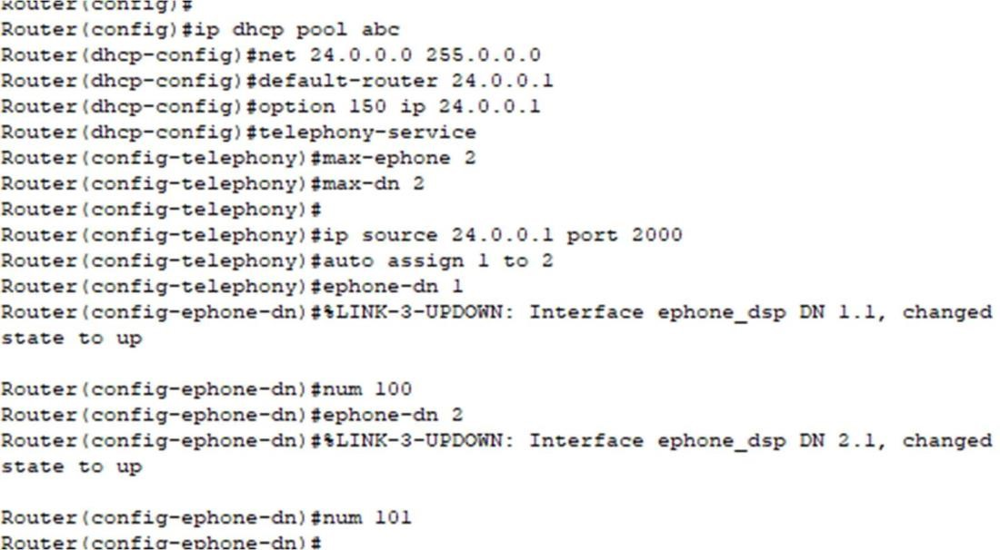 Router(config)#
Router(config)#ip dhcp pool abc
Router(dhcp-config)#net 24.0.0.0 255.0.0.0
Router(dhcp-config)#default-router 24.0.0.1
Router(dhcp-config)#option 150 ip 24.0.0.1
Router(dhcp-config)#telephony-service
Router(config-telephony)#max-ephone 2
Router(config-telephony)#max-dn 2
Router(config-telephony)#
Router(config-telephony)#ip source 24.0.0.1 port 2000
Router(config-telephony)#auto assign 1 to 2
Router(config-telephony)#ephone-dn 1
Router(config-ephone-dn)#%LINK-3-UPDOWN: Interface ephone_dsp DN 1.1, changed
state to up
Router(config-ephone-dn)#num 100
Router(config-ephone-dn)#ephone-dn 2
Router(config-ephone-dn)#%LINK-3-UPDOWN: Interface ephone_dsp DN 2.1, changed
state to up
Router(config-ephone-dn)#num 101
Router(config-ephone-dn)#